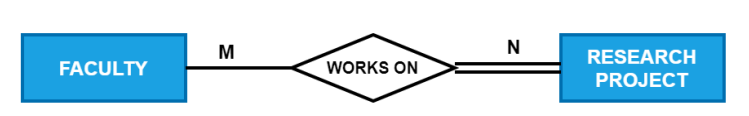 FACULTY
M
WORKS ON
N
RESEARCH
PROJECT